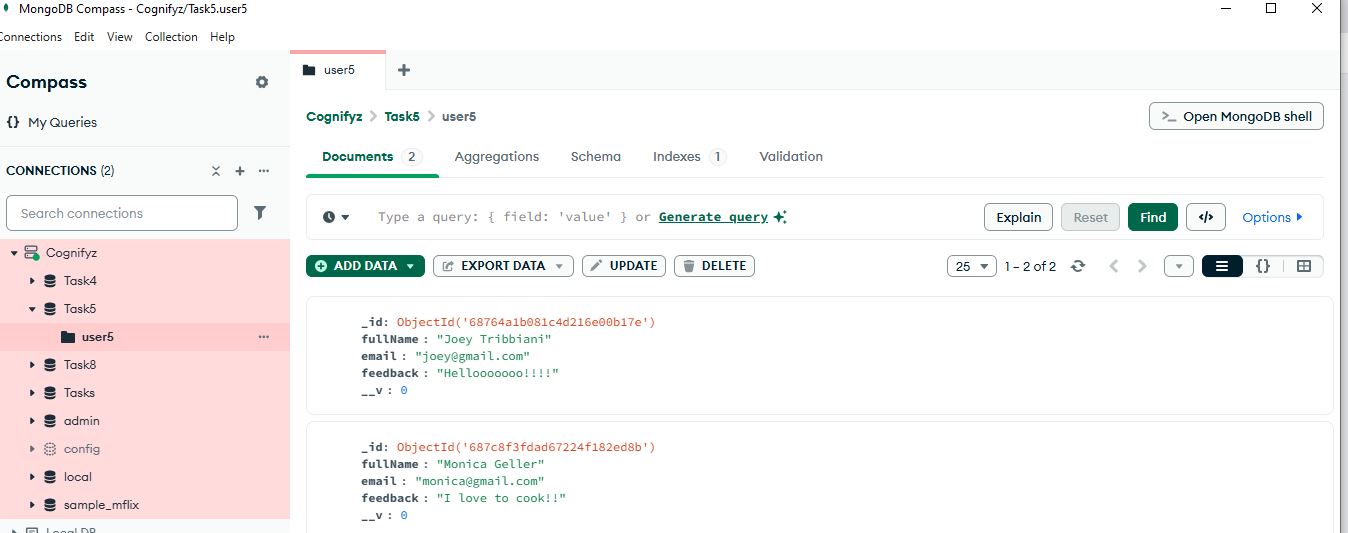 MongoDB Compass - Cognifyz/Task5.user5
Connections Edit View Collection Help
Compass
{} My Queries
CONNECTIONS (2)
Search connections
Cognifyz
Task4
Task5
user5
Task8
Tasks
admin
config
local
sample_mflix
Local DB
user5
Cognifyz > Task5 > user5
>_ Open MongoDB shell
Documents 2 Aggregations Schema Indexes 1 Validation
Type a query: { field: 'value' } or Generate query
Explain Reset Find </> Options
ADD DATA EXPORT DATA UPDATE DELETE
25 1 – 2 of 2 {}
_id: ObjectId('68764a1b081c4d216e00b17e')
fullName : "Joey Tribbiani"
email : "joey@gmail.com"
feedback : "Hellooooooo!!!!"
__v : 0
_id: ObjectId('687c8f3fdad67224f182ed8b')
fullName : "Monica Geller"
email : "monica@gmail.com"
feedback : "I love to cook!!"
__v : 0